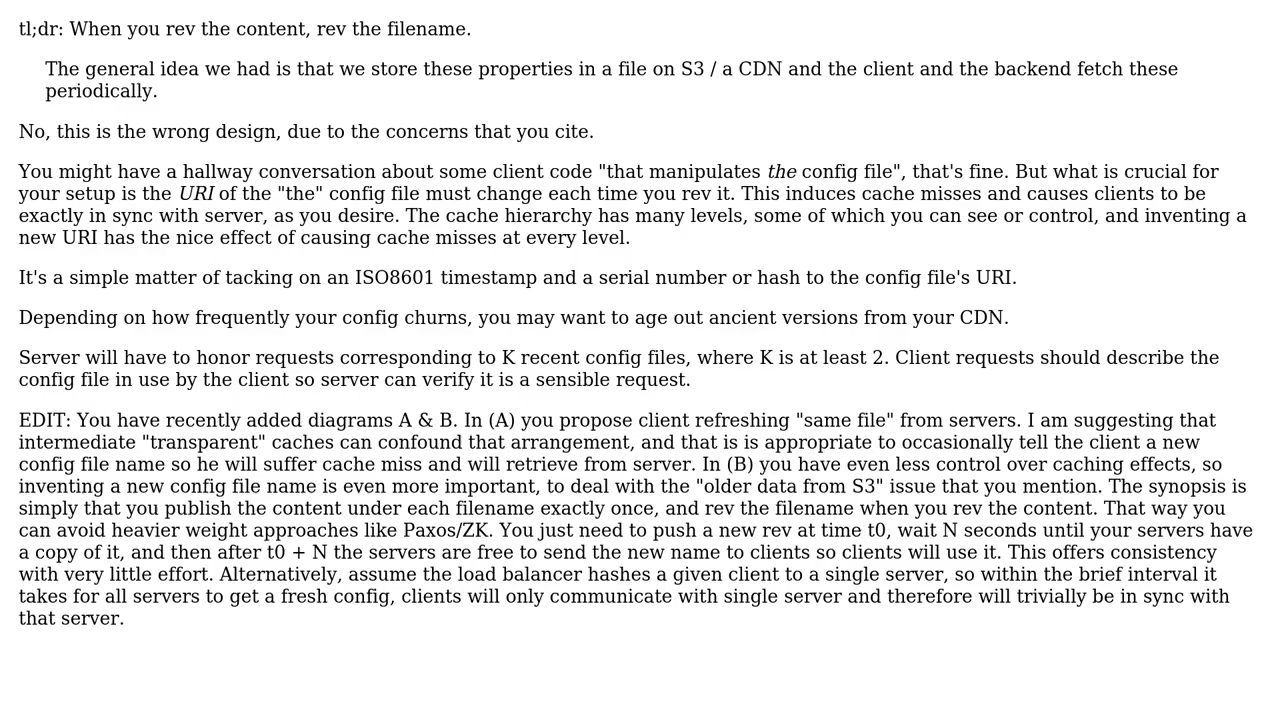 tl;dr: When you rev the content, rev the filename.
The general idea we had is that we store these properties in a file on S3 / a CDN and the client and the backend fetch these
periodically.
No, this is the wrong design, due to the concerns that you cite.
You might have a hallway conversation about some client code "that manipulates the config file", that's fine. But what is crucial for
your setup is the URI of the "the" config file must change each time you rev it. This induces cache misses and causes clients to be
exactly in sync with server, as you desire. The cache hierarchy has many levels, some of which you can see or control, and inventing a
new URI has the nice effect of causing cache misses at every level.
It's a simple matter of tacking on an ISO8601 timestamp and a serial number or hash to the config file's URI.
Depending on how frequently your config churns, you may want to age out ancient versions from your CDN.
Server will have to honor requests corresponding to K recent config files, where K is at least 2. Client requests should describe the
config file in use by the client so server can verify it is a sensible request.
EDIT: You have recently added diagrams A & B. In (A) you propose client refreshing "same file" from servers. I am suggesting that
intermediate "transparent" caches can confound that arrangement, and that is is appropriate to occasionally tell the client a new
config file name so he will suffer cache miss and will retrieve from server. In (B) you have even less control over caching effects, so
inventing a new config file name is even more important, to deal with the "older data from S3" issue that you mention. The synopsis is
simply that you publish the content under each filename exactly once, and rev the filename when you rev the content. That way you
can avoid heavier weight approaches like Paxos/ZK. You just need to push a new rev at time t0, wait N seconds until your servers have
a copy of it, and then after t0 + N the servers are free to send the new name to clients so clients will use it. This offers consistency
with very little effort. Alternatively, assume the load balancer hashes a given client to a single server, so within the brief interval it
takes for all servers to get a fresh config, clients will only communicate with single server and therefore will trivially be in sync with
that server.